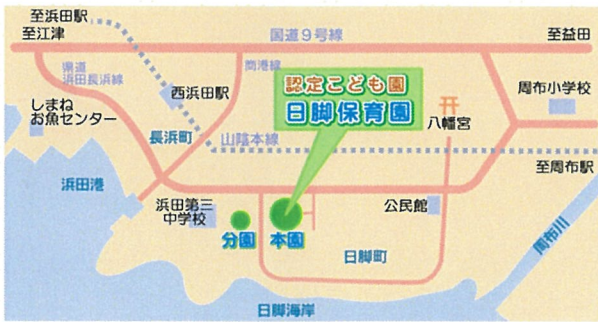 至浜田駅
至江津
国道９号線
至益田
県道
浜田長浜線
商港線
西浜田駅
認定こども園
日脚保育園
周布小学校
しまね
お魚センター
八幡宮
長浜町
山陰本線
至周布駅
浜田港
浜田第三
中学校
公民館
分園
本園
日脚町
周布川
日脚海岸